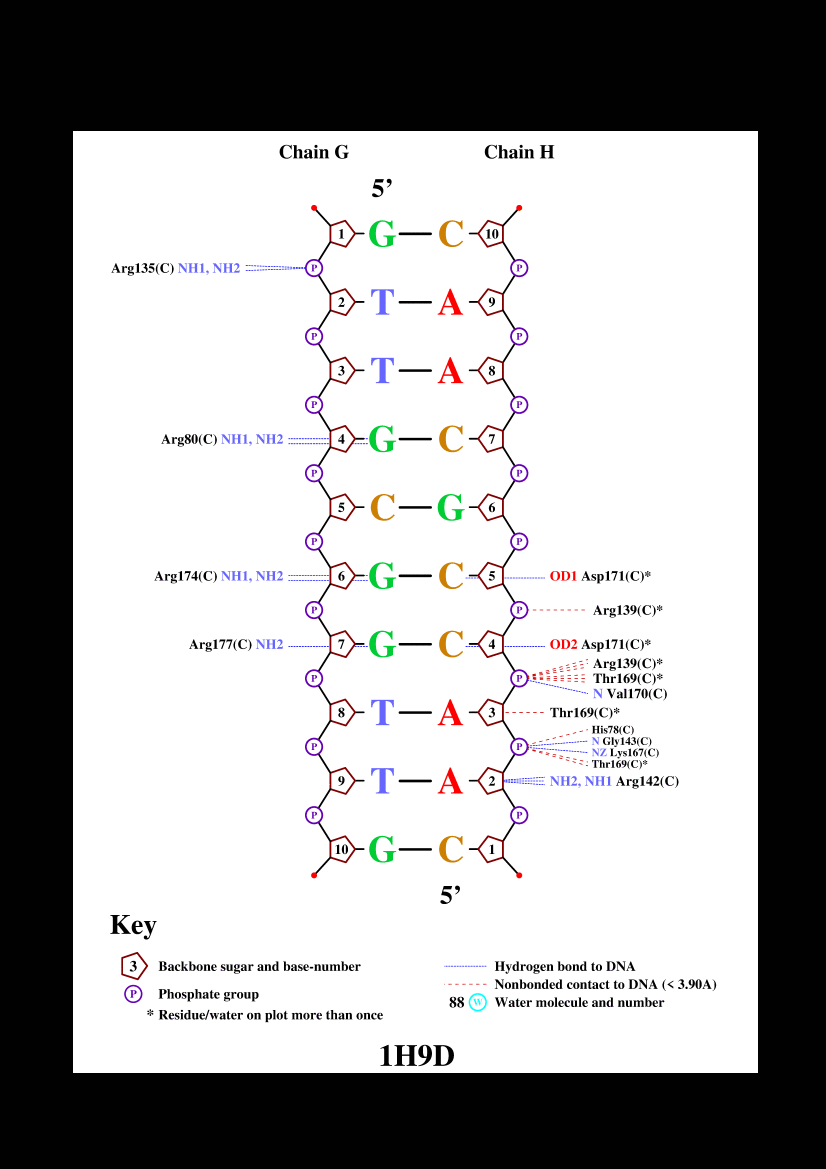 Chain G Chain H
5’
1 G C 10
P P
Arg135(C) NH1, NH2
2 T A 9
P P
3 T A 8
P P
Arg80(C) NH1, NH2 4 G C 7
P P
5 C G 6
P P
Arg174(C) NH1, NH2 6 G C 5 OD1 Asp171(C)*
P P Arg139(C)*
Arg177(C) NH2 7 G C 4 OD2 Asp171(C)*
Arg139(C)*
P P Thr169(C)*
N Val170(C)
8 T A 3 Thr169(C)*
His78(C)
N Gly143(C)
P P
NZ Lys167(C)
Thr169(C)*
9 T A 2 NH2, NH1 Arg142(C)
P P
10 G C 1
5’
Key
3 Backbone sugar and base-number
P Phosphate group
* Residue/water on plot more than once
Hydrogen bond to DNA
Nonbonded contact to DNA (< 3.90A)
88 W Water molecule and number
1H9D